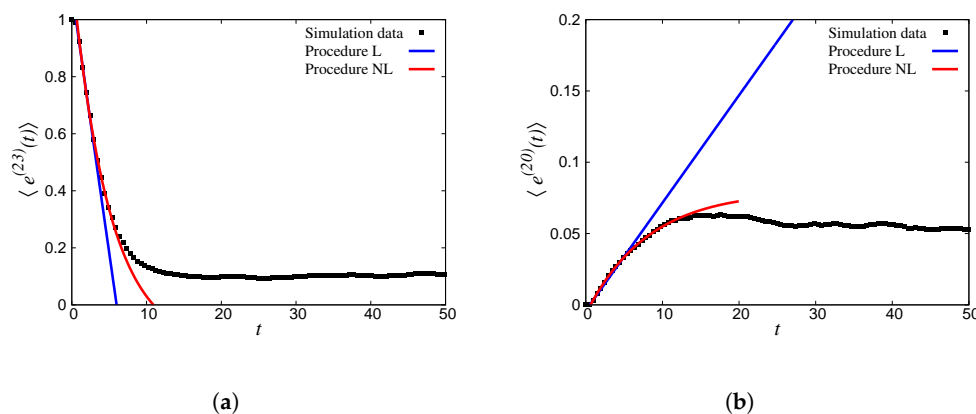 Simulation data
Procedure L
Procedure NL
1
0.8
0.6
0.4
0.2
0
0 10 20 30 40 50
t
⟨ e(23)(t)⟩
(a)
Simulation data
Procedure L
Procedure NL
0.2
0.15
0.1
0.05
0
0 10 20 30 40 50
t
⟨ e(20)(t)⟩
(b)